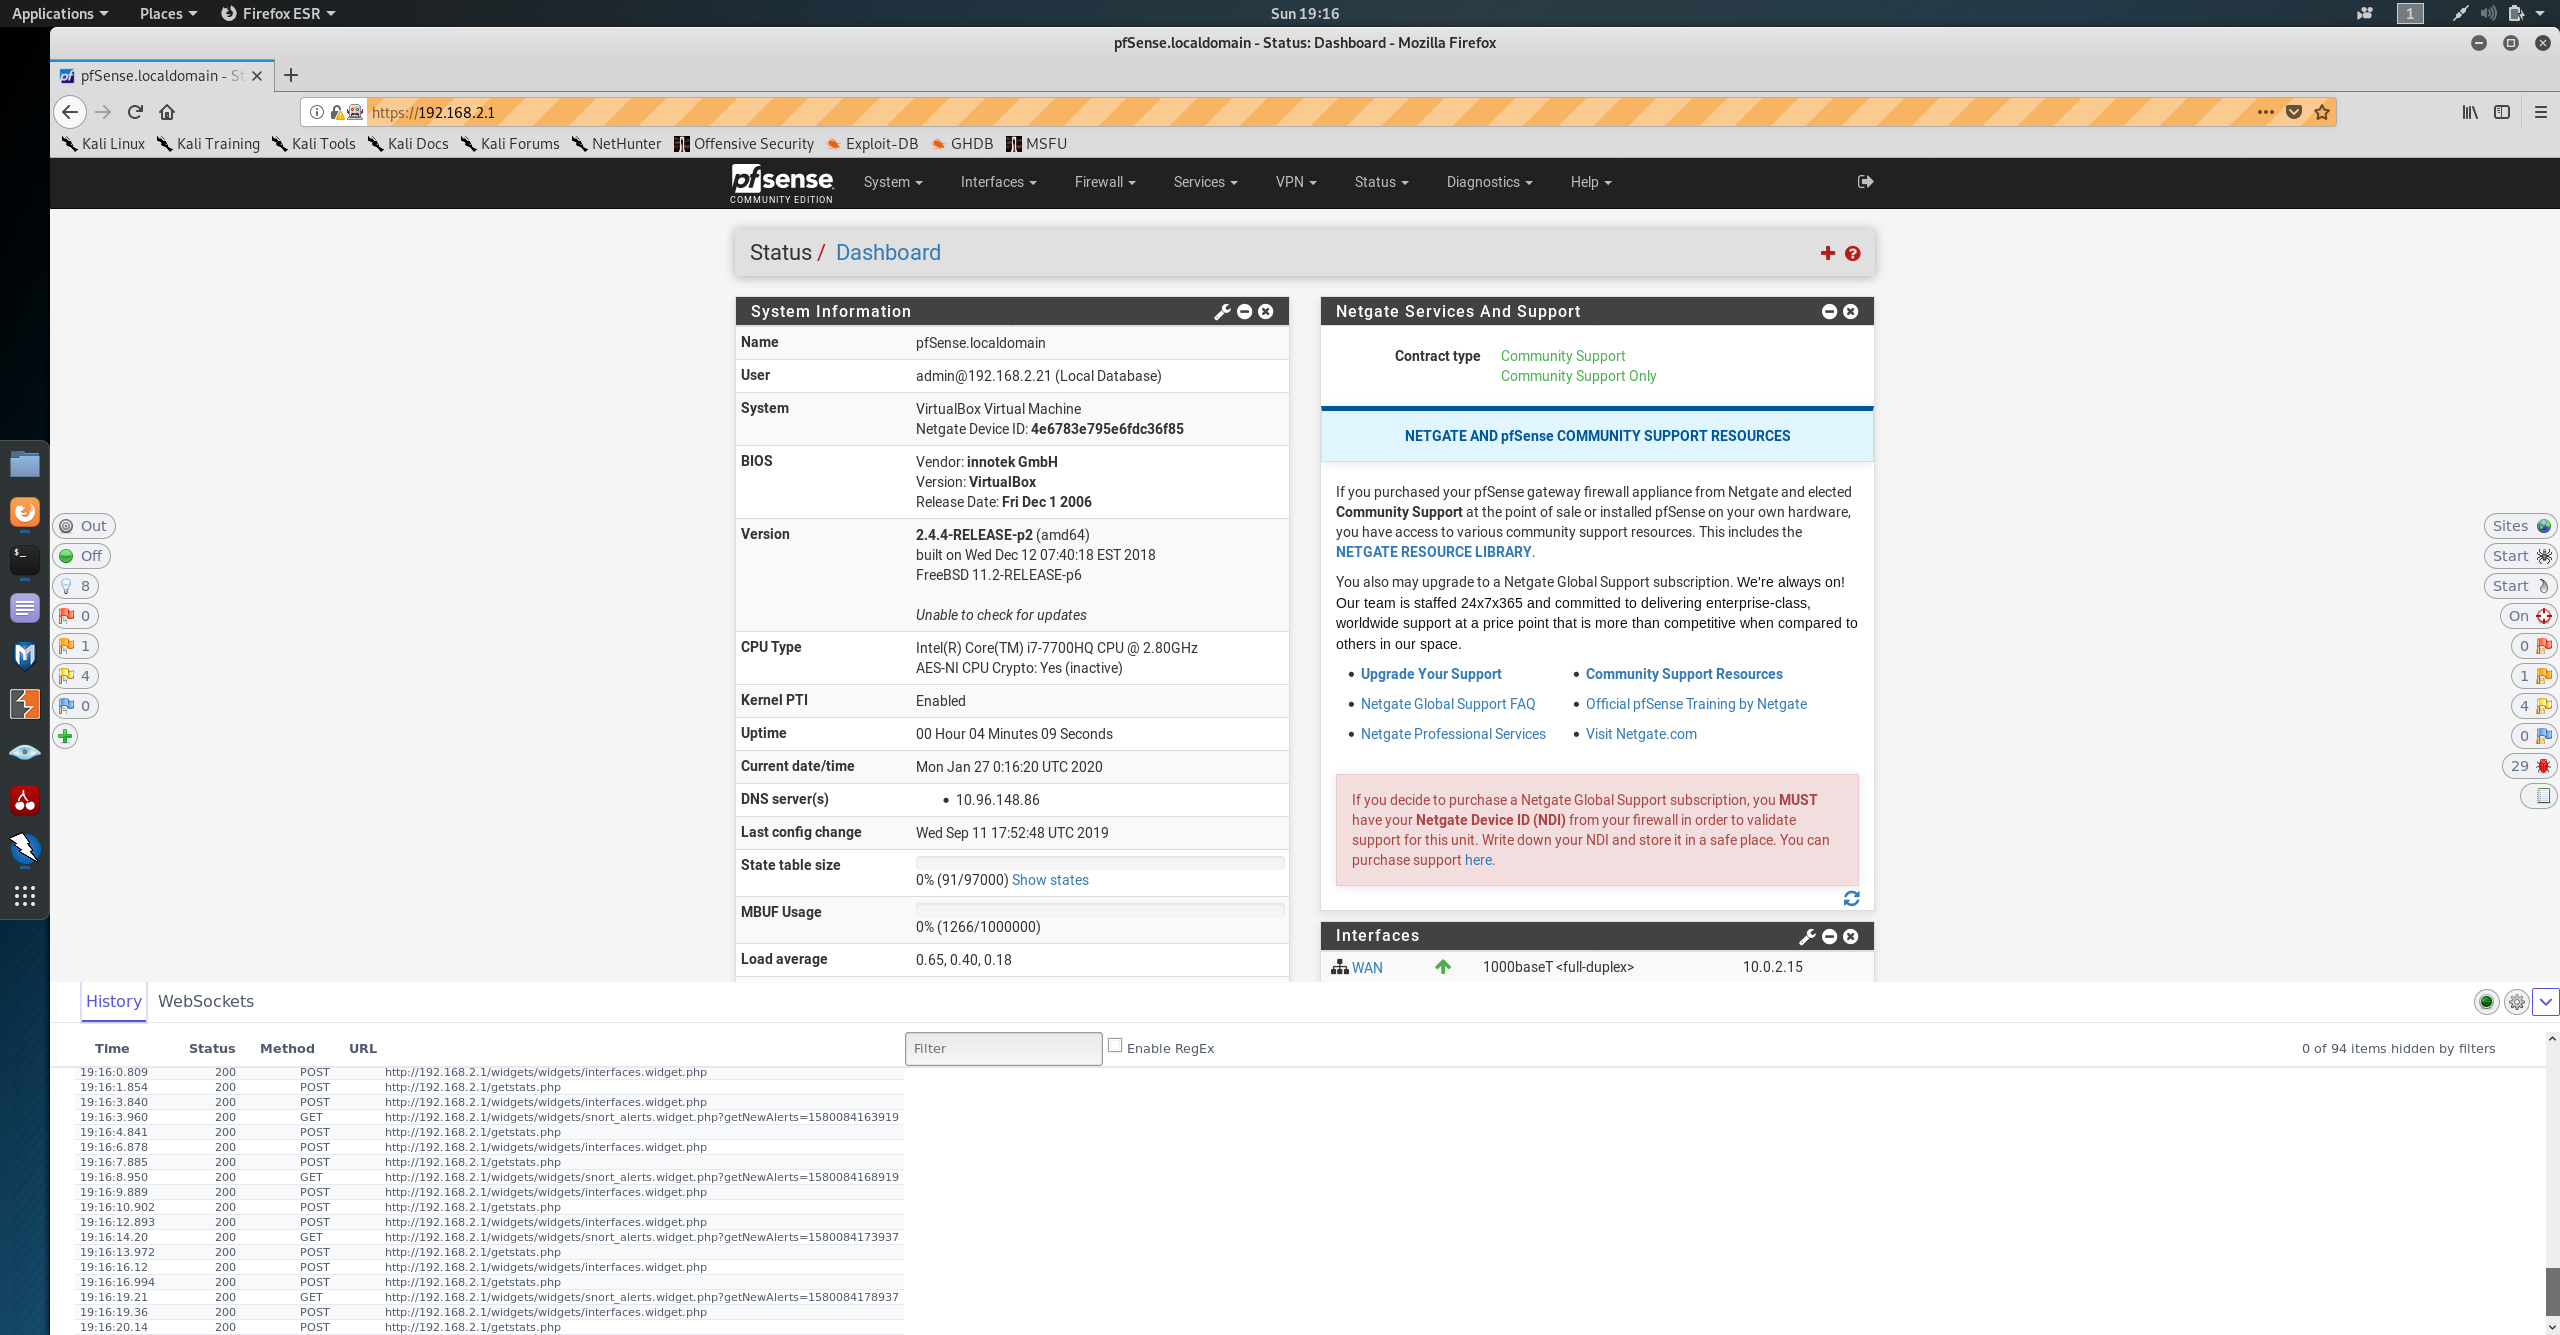 Applications Places Firefox ESR Sun 19:16 1
pfSense.localdomain - Status: Dashboard - Mozilla Firefox
pfSense.localdomain - St
https://192.168.2.1
Kali Linux Kali Training Kali Tools Kali Docs Kali Forums NetHunter Offensive Security Exploit-DB GHDB MSFU
pfsense System Interfaces Firewall Services VPN Status Diagnostics Help
COMMUNITY EDITION
Status / Dashboard
System Information
Name pfSense.localdomain
User admin@192.168.2.21 (Local Database)
System VirtualBox Virtual Machine
Netgate Device ID: 4e6783e795e6fdc36f85
BIOS Vendor: innotek GmbH
Version: VirtualBox
Release Date: Fri Dec 1 2006
Version 2.4.4-RELEASE-p2 (amd64)
built on Wed Dec 12 07:40:18 EST 2018
FreeBSD 11.2-RELEASE-p6
Unable to check for updates
CPU Type Intel(R) Core(TM) i7-7700HQ CPU @ 2.80GHz
AES-NI CPU Crypto: Yes (inactive)
Kernel PTI Enabled
Uptime 00 Hour 04 Minutes 09 Seconds
Current date/time Mon Jan 27 0:16:20 UTC 2020
DNS server(s) • 10.96.148.86
Last config change Wed Sep 11 17:52:48 UTC 2019
State table size
0% (91/97000) Show states
MBUF Usage
0% (1266/1000000)
Load average 0.65, 0.40, 0.18
Netgate Services And Support
Contract type Community Support
Community Support Only
NETGATE AND pfSense COMMUNITY SUPPORT RESOURCES
If you purchased your pfSense gateway firewall appliance from Netgate and elected
Community Support at the point of sale or installed pfSense on your own hardware,
you have access to various community support resources. This includes the
NETGATE RESOURCE LIBRARY.
You also may upgrade to a Netgate Global Support subscription. We're always on!
Our team is staffed 24x7x365 and committed to delivering enterprise-class,
worldwide support at a price point that is more than competitive when compared to
others in our space.
• Upgrade Your Support • Community Support Resources
• Netgate Global Support FAQ • Official pfSense Training by Netgate
• Netgate Professional Services • Visit Netgate.com
If you decide to purchase a Netgate Global Support subscription, you MUST
have your Netgate Device ID (NDI) from your firewall in order to validate
support for this unit. Write down your NDI and store it in a safe place. You can
purchase support here.
Interfaces
WAN 1000baseT <full-duplex> 10.0.2.15
Out
Off
8
0
1
4
0
Sites
Start
Start
On
0
1
4
0
29
History WebSockets
Time Status Method URL Filter Enable RegEx 0 of 94 items hidden by filters
19:16:0.809 200 POST http://192.168.2.1/widgets/widgets/interfaces.widget.php
19:16:1.854 200 POST http://192.168.2.1/getstats.php
19:16:3.840 200 POST http://192.168.2.1/widgets/widgets/interfaces.widget.php
19:16:3.960 200 GET http://192.168.2.1/widgets/widgets/snort_alerts.widget.php?getNewAlerts=1580084163919
19:16:4.841 200 POST http://192.168.2.1/getstats.php
19:16:6.878 200 POST http://192.168.2.1/widgets/widgets/interfaces.widget.php
19:16:7.885 200 POST http://192.168.2.1/getstats.php
19:16:8.950 200 GET http://192.168.2.1/widgets/widgets/snort_alerts.widget.php?getNewAlerts=1580084168919
19:16:9.889 200 POST http://192.168.2.1/widgets/widgets/interfaces.widget.php
19:16:10.902 200 POST http://192.168.2.1/getstats.php
19:16:12.893 200 POST http://192.168.2.1/widgets/widgets/interfaces.widget.php
19:16:14.20 200 GET http://192.168.2.1/widgets/widgets/snort_alerts.widget.php?getNewAlerts=1580084173937
19:16:13.972 200 POST http://192.168.2.1/getstats.php
19:16:16.12 200 POST http://192.168.2.1/widgets/widgets/interfaces.widget.php
19:16:16.994 200 POST http://192.168.2.1/getstats.php
19:16:19.21 200 GET http://192.168.2.1/widgets/widgets/snort_alerts.widget.php?getNewAlerts=1580084178937
19:16:19.36 200 POST http://192.168.2.1/widgets/widgets/interfaces.widget.php
19:16:20.14 200 POST http://192.168.2.1/getstats.php